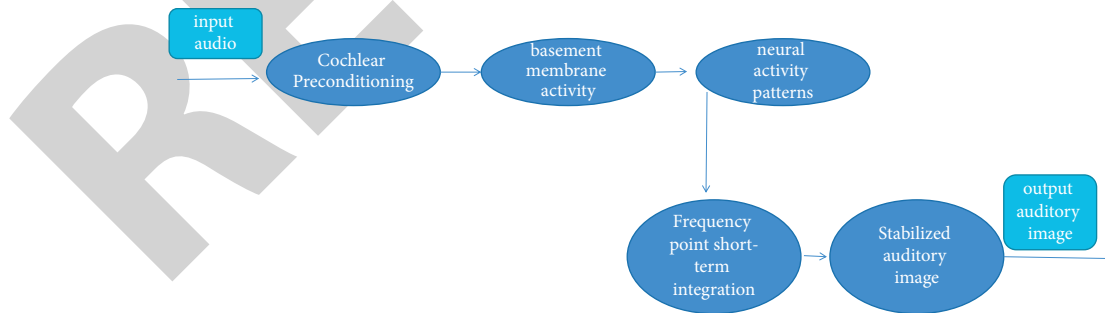 input
audio
Cochlear
Preconditioning
basement
membrane
activity
neural
activity
patterns
Frequency
point short-
term
integration
Stabilized
auditory
image
output
auditory
image